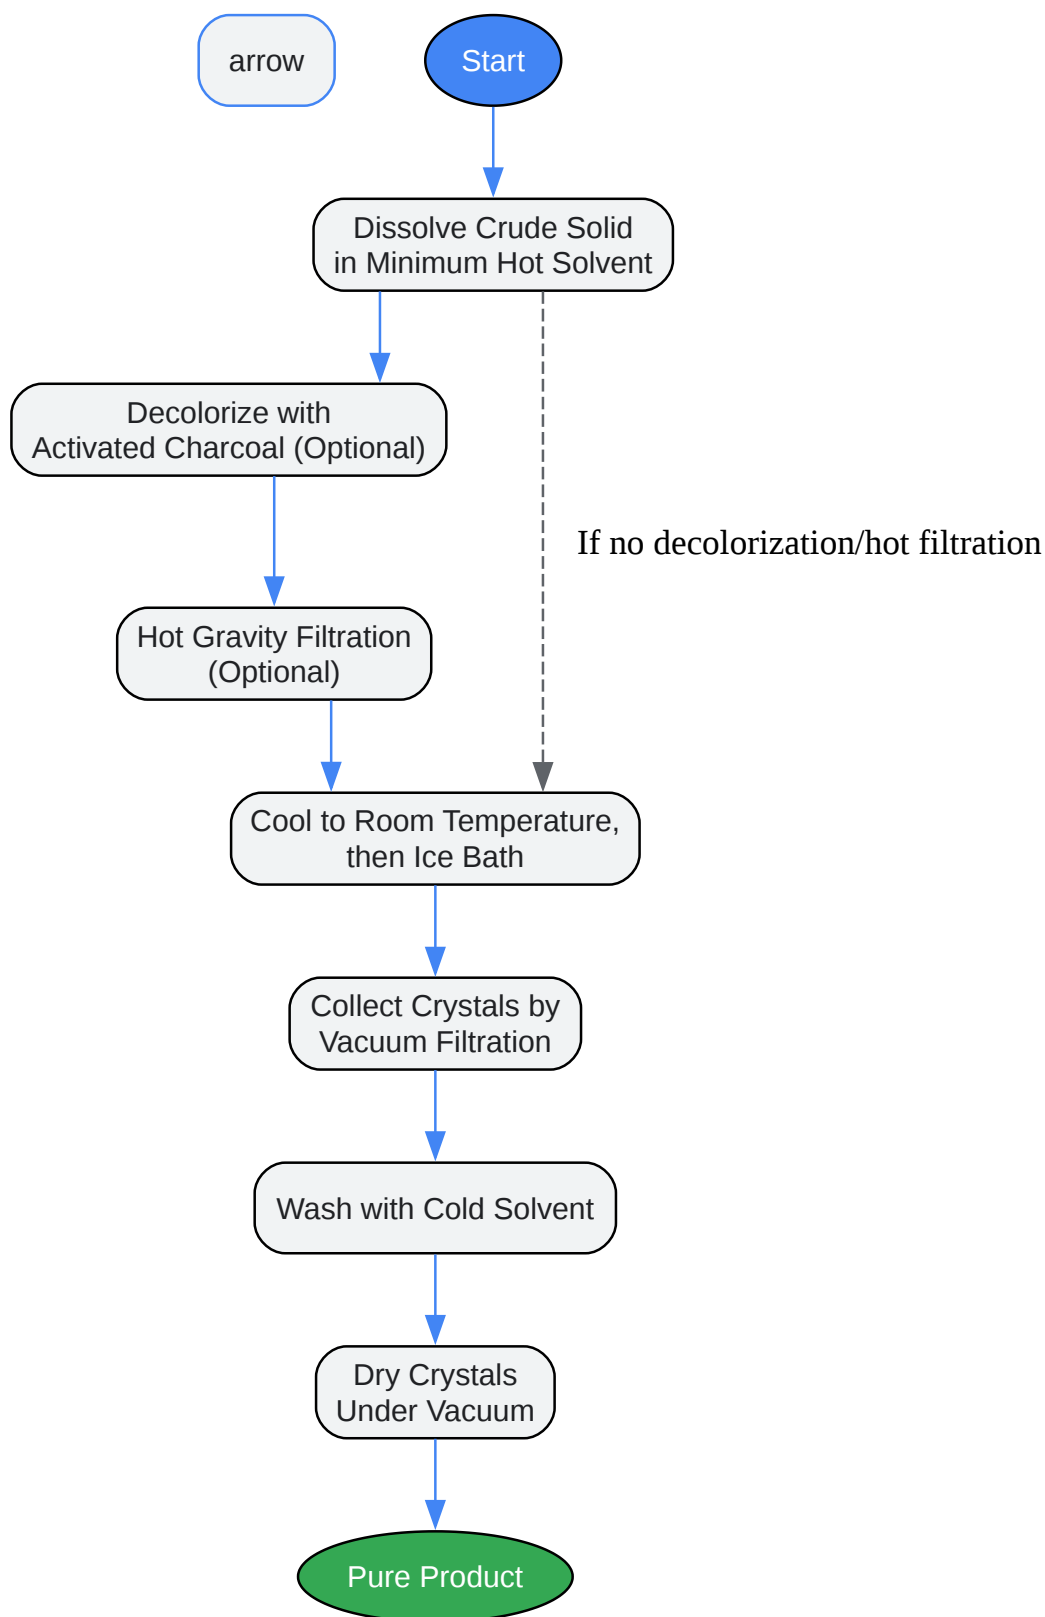 arrow
Start
Dissolve Crude Solid
in Minimum Hot Solvent
Decolorize with
Activated Charcoal (Optional)
If no decolorization/hot filtration
Hot Gravity Filtration
(Optional)
Cool to Room Temperature,
then Ice Bath
Collect Crystals by
Vacuum Filtration
Wash with Cold Solvent
Dry Crystals
Under Vacuum
Pure Product